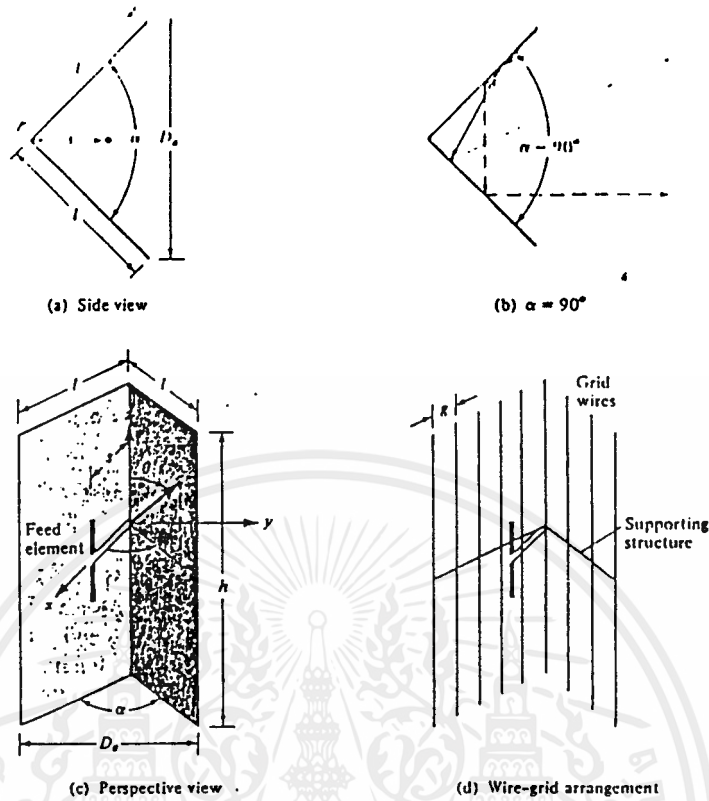 l
α
D_a
l
(a) Side view
α = 90°
(b) α = 90°
l
l
s
θ
Feed
element
y
x
h
α
D_a
(c) Perspective view
g
Grid
wires
Supporting
structure
(d) Wire-grid arrangement